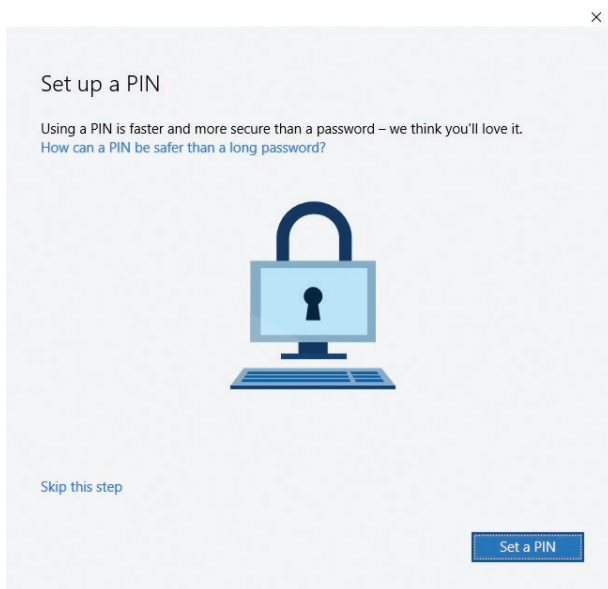 Set up a PIN
Using a PIN is faster and more secure than a password – we think you'll love it.
How can a PIN be safer than a long password?
Skip this step
Set a PIN